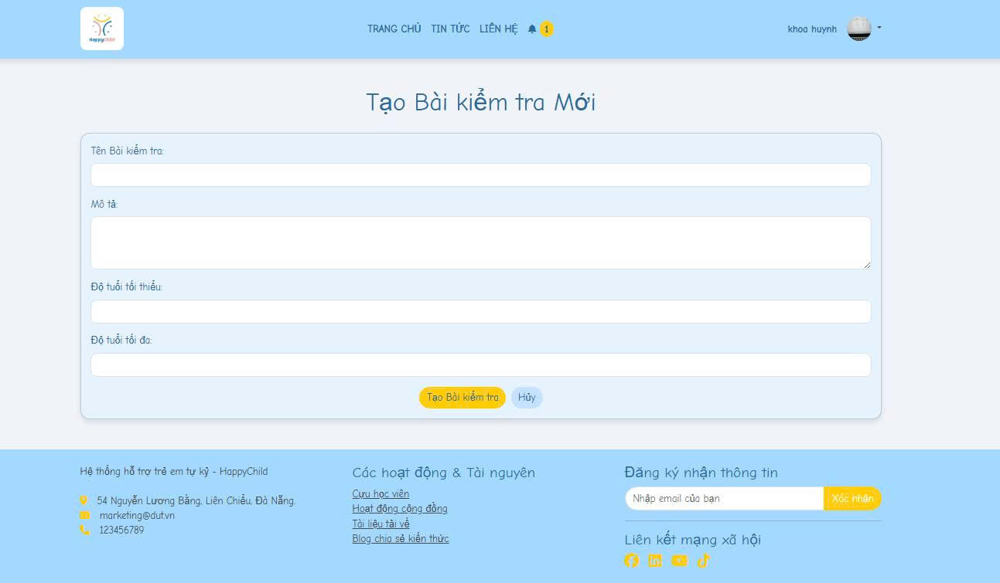 HappyChild
TRANG CHỦ TIN TỨC LIÊN HỆ 1
khoa huynh
Tạo Bài kiểm tra Mới
Tên Bài kiểm tra:
Mô tả:
Độ tuổi tối thiểu:
Độ tuổi tối đa:
Tạo Bài kiểm tra Hủy
Hệ thống hỗ trợ trẻ em tự kỷ - HappyChild
54 Nguyễn Lương Bằng, Liên Chiểu, Đà Nẵng.
marketing@dut.vn
123456789
Các hoạt động & Tài nguyên
Cựu học viên
Hoạt động cộng đồng
Tài liệu tải về
Blog chia sẻ kiến thức
Đăng ký nhận thông tin
Nhập email của bạn Xác nhận
Liên kết mạng xã hội